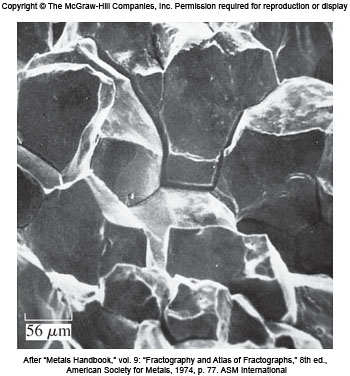 Copyright © The McGraw-Hill Companies, Inc. Permission required for reproduction or display
56 μm
After "Metals Handbook," vol. 9: "Fractography and Atlas of Fractographs," 8th ed.,
American Society for Metals, 1974, p. 77. ASM International